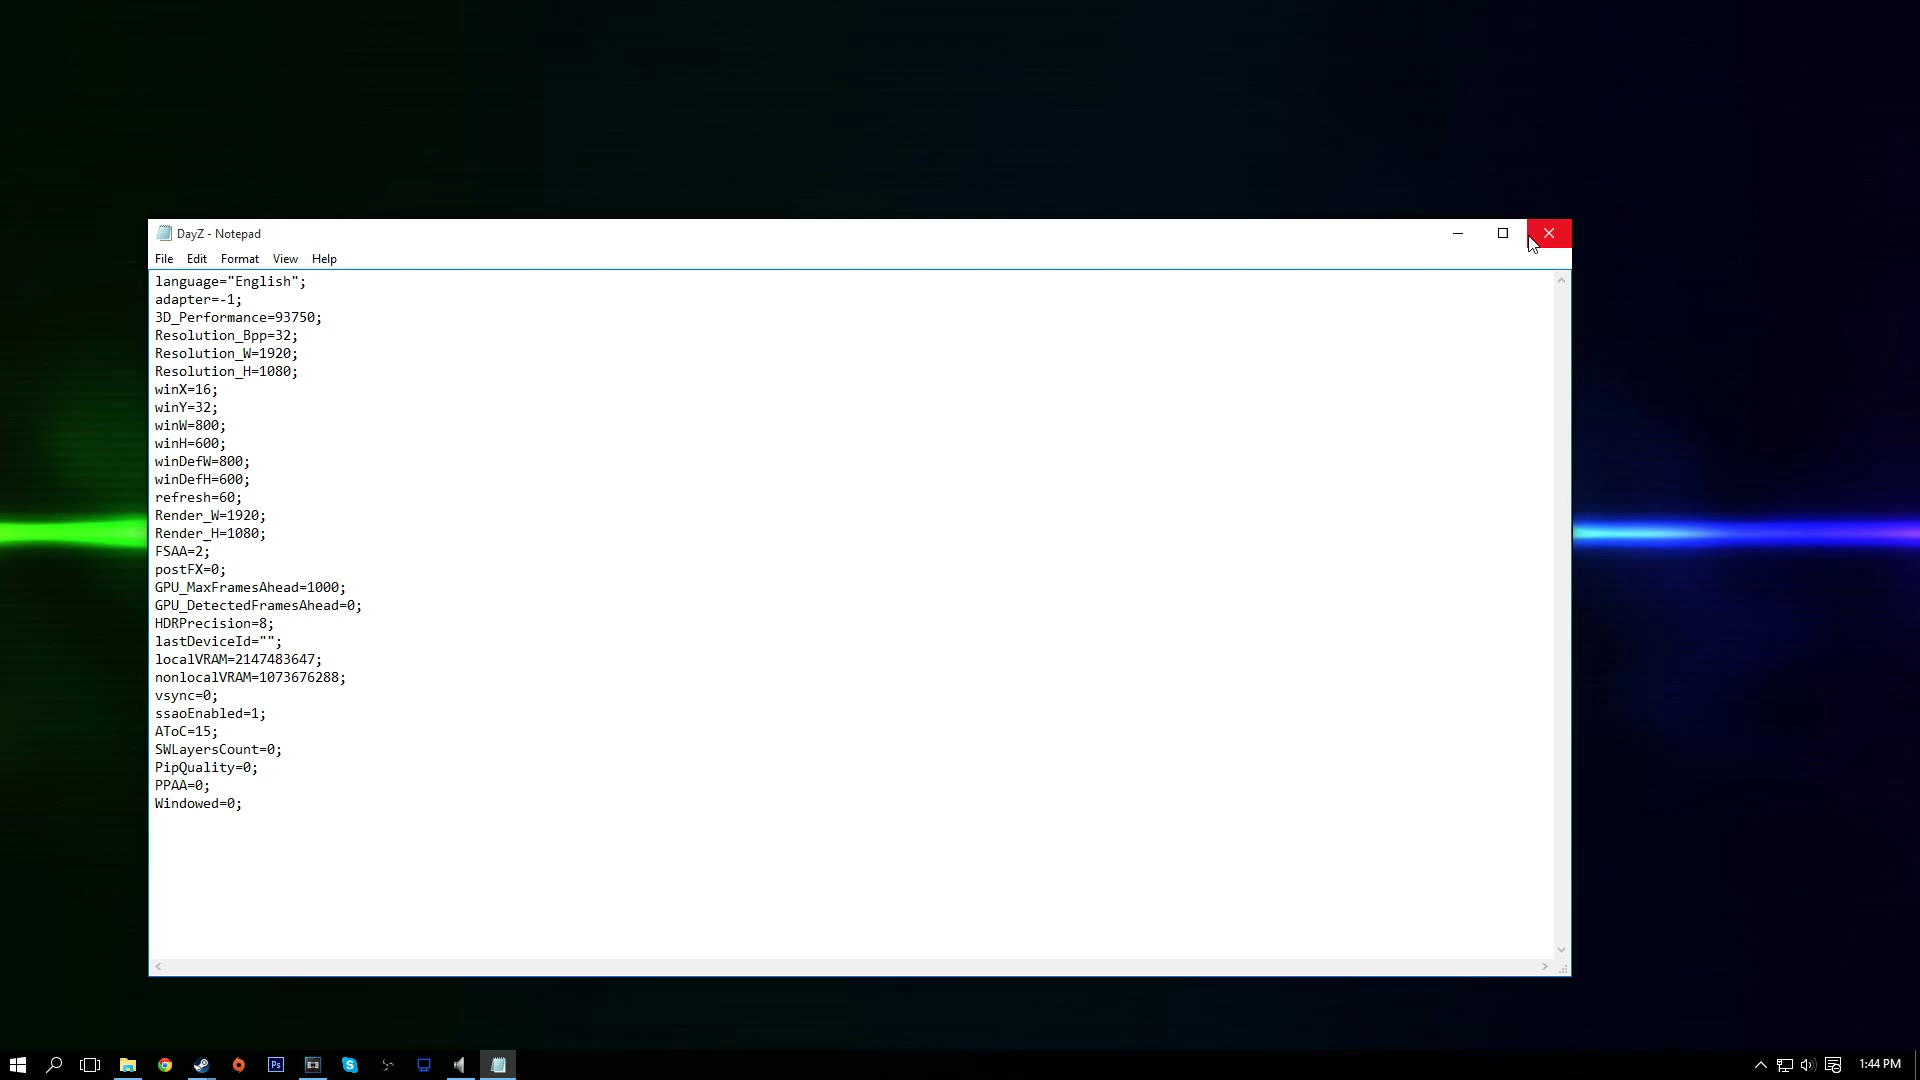 DayZ - Notepad
File Edit Format View Help
language="English";
adapter=-1;
3D_Performance=93750;
Resolution_Bpp=32;
Resolution_W=1920;
Resolution_H=1080;
winX=16;
winY=32;
winW=800;
winH=600;
winDefW=800;
winDefH=600;
refresh=60;
Render_W=1920;
Render_H=1080;
FSAA=2;
postFX=0;
GPU_MaxFramesAhead=1000;
GPU_DetectedFramesAhead=0;
HDRPrecision=8;
lastDeviceId="";
localVRAM=2147483647;
nonlocalVRAM=1073676288;
vsync=0;
ssaoEnabled=1;
AToC=15;
SWLayersCount=0;
PipQuality=0;
PPAA=0;
Windowed=0;
Ps
S
1:44 PM